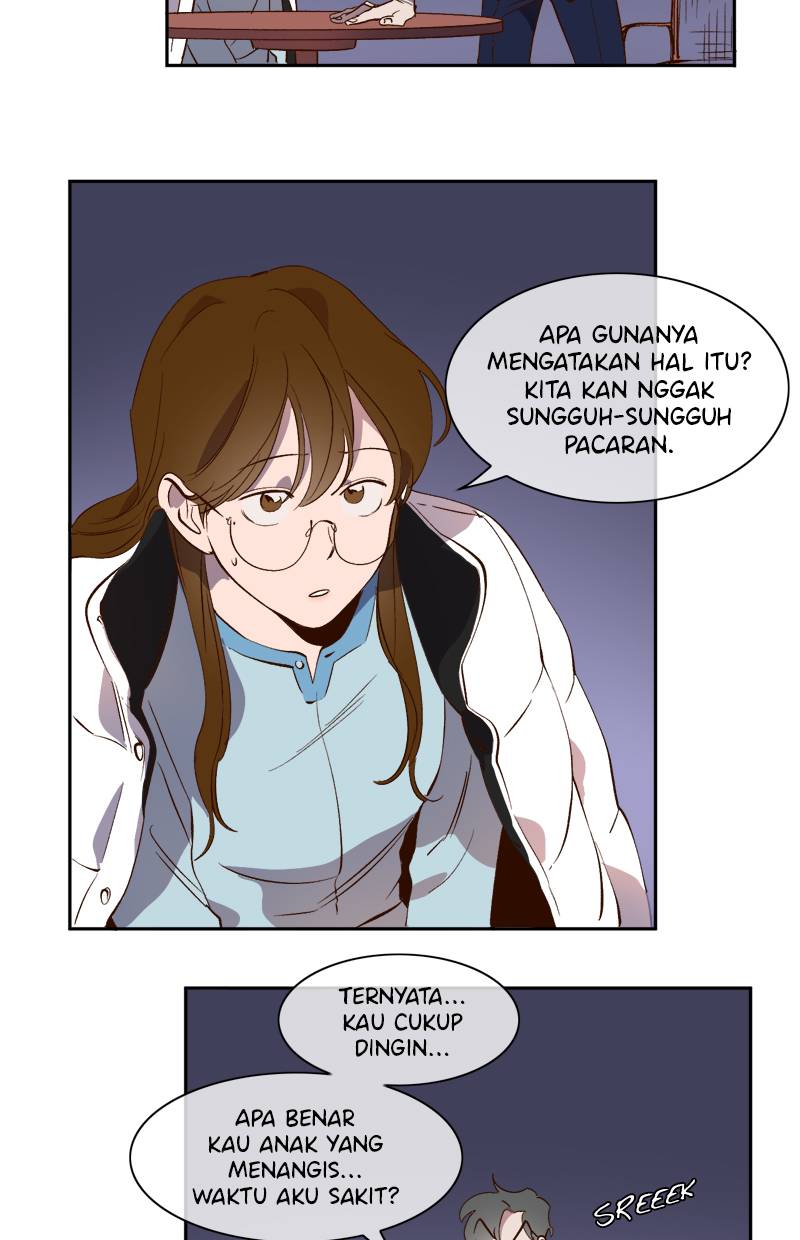 APA GUNANYA
MENGATAKAN HAL ITU?
KITA KAN NGGAK
SUNGGUH-SUNGGUH
PACARAN.
TERNYATA...
KAU CUKUP
DINGIN...
APA BENAR
KAU ANAK YANG
MENANGIS...
WAKTU AKU SAKIT?
SREEEK